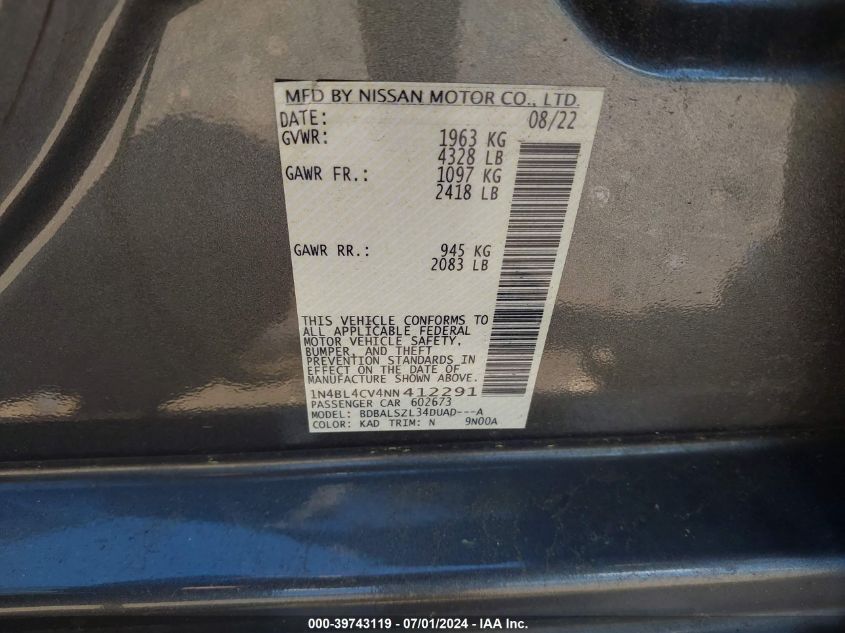 MFD BY NISSAN MOTOR CO., LTD.
DATE: 08/22
GVWR: 1963 KG
4328 LB
GAWR FR.: 1097 KG
2418 LB
GAWR RR.: 945 KG
2083 LB
THIS VEHICLE CONFORMS TO
ALL APPLICABLE FEDERAL
MOTOR VEHICLE SAFETY,
BUMPER, AND THEFT
PREVENTION STANDARDS IN
EFFECT ON THE DATE OF
MANUFACTURE SHOWN ABOVE.
1N4BL4CV4NN412291
PASSENGER CAR 602673
MODEL: BDBALSZL34DUAD---A
COLOR: KAD TRIM: N 9N00A
000-39743119 - 07/01/2024 - IAA Inc.